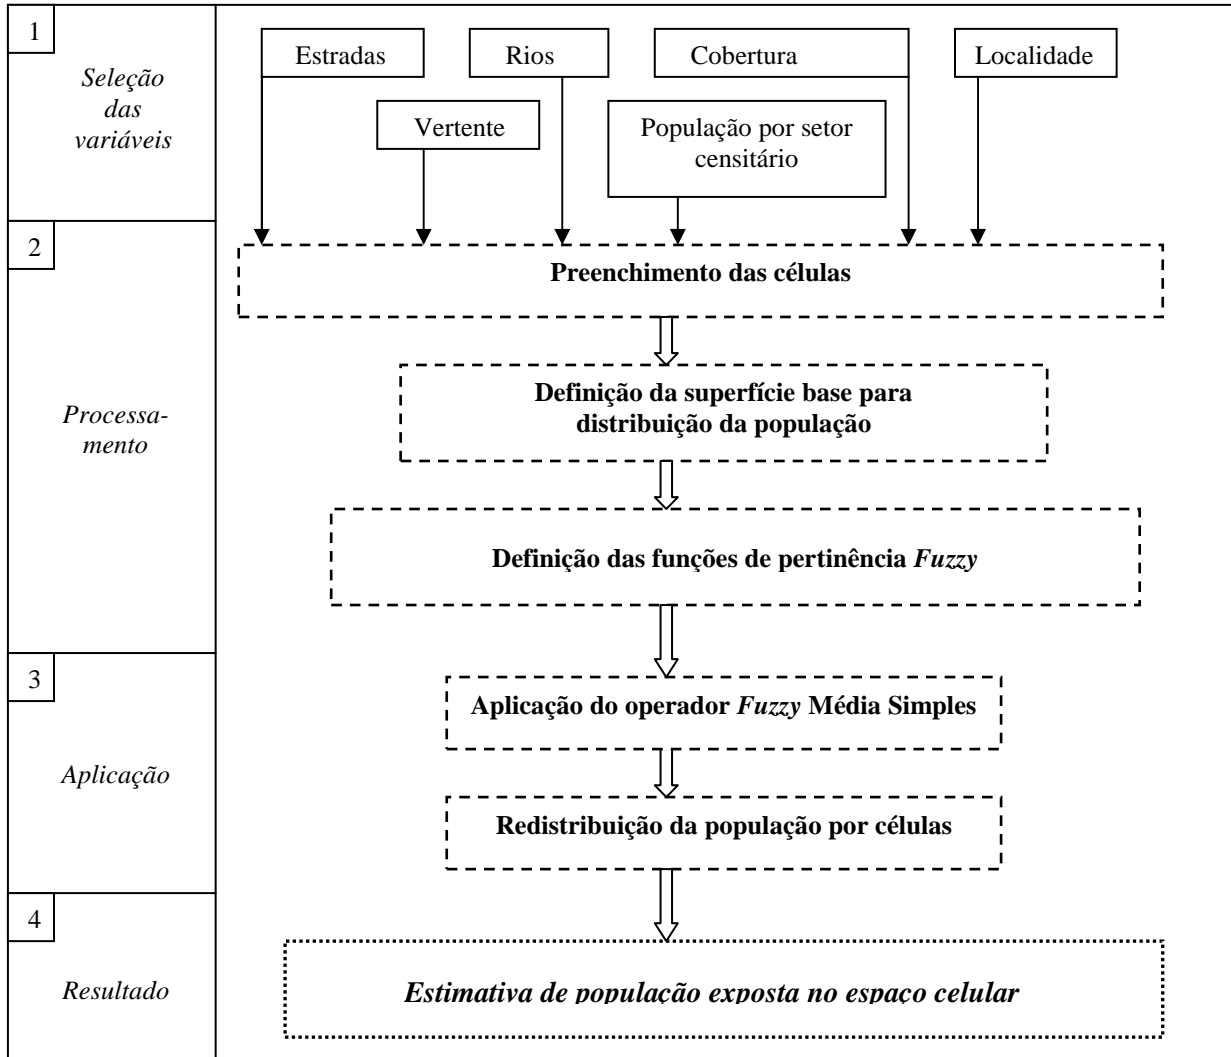 1
Seleção
das
variáveis
Estradas
Rios
Cobertura
Localidade
Vertente
População por setor
censitário
2
Processa-
mento
Preenchimento das células
Definição da superfície base para
distribuição da população
Definição das funções de pertinência Fuzzy
3
Aplicação
Aplicação do operador Fuzzy Média Simples
Redistribuição da população por células
4
Resultado
Estimativa de população exposta no espaço celular